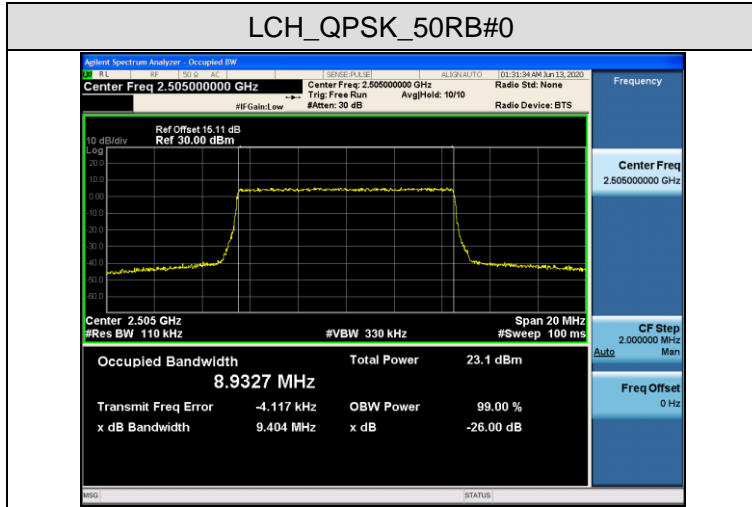 LCH_QPSK_50RB#0
Agilent Spectrum Analyzer - Occupied BW
RL RF 50 Ω AC SENSE:PULSE ALIGNAUTO 01:31:34 AM Jun 13, 2020
Center Freq 2.505000000 GHz Center Freq: 2.505000000 GHz Radio Std: None
Trig: Free Run Avg|Hold: 10/10
#IFGain:Low #Atten: 30 dB Radio Device: BTS
Frequency
Ref Offset 15.11 dB
10 dB/div Ref 30.00 dBm
Log
20.0
10.0
0.00
-10.0
-20.0
-30.0
-40.0
-50.0
-60.0
Center Freq
2.505000000 GHz
Center 2.505 GHz Span 20 MHz
#Res BW 110 kHz #VBW 330 kHz #Sweep 100 ms
CF Step
2.000000 MHz
Auto Man
Occupied Bandwidth Total Power 23.1 dBm
8.9327 MHz
Transmit Freq Error -4.117 kHz OBW Power 99.00 %
x dB Bandwidth 9.404 MHz x dB -26.00 dB
Freq Offset
0 Hz
MSG STATUS